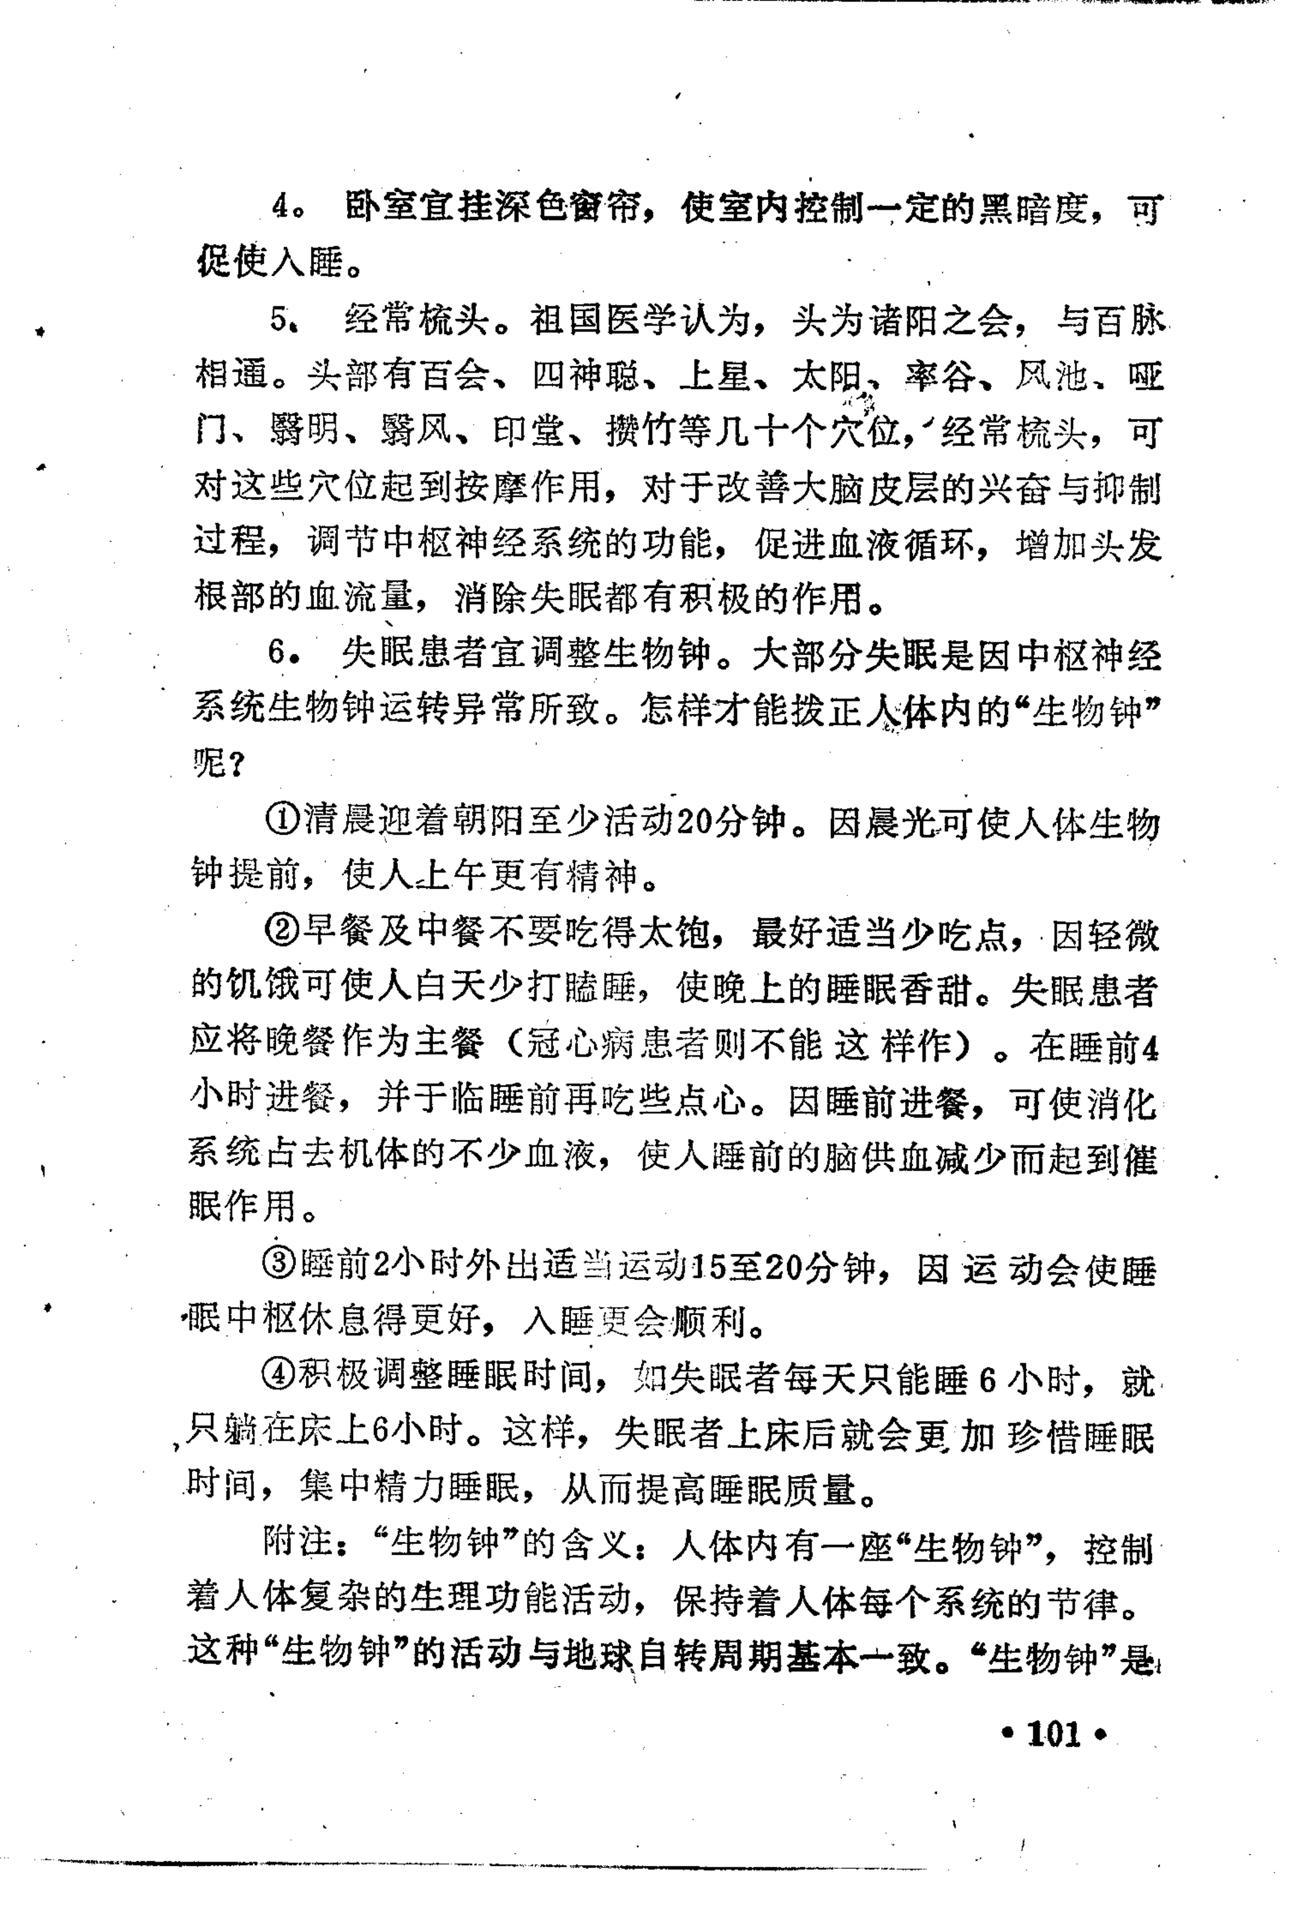 4。 卧室宜挂深色窗帘，使室内控制一定的黑暗度，可
促使入睡。
5、 经常梳头。祖国医学认为，头为诸阳之会，与百脉
相通。头部有百会、四神聪、上星、太阳、率谷、风池、哑
门、翳明、翳风、印堂、攒竹等几十个穴位，经常梳头，可
对这些穴位起到按摩作用，对于改善大脑皮层的兴奋与抑制
过程，调节中枢神经系统的功能，促进血液循环，增加头发
根部的血流量，消除失眠都有积极的作用。
6． 失眠患者宜调整生物钟。大部分失眠是因中枢神经
系统生物钟运转异常所致。怎样才能拨正人体内的“生物钟”
呢？
①清晨迎着朝阳至少活动20分钟。因晨光可使人体生物
钟提前，使人上午更有精神。
②早餐及中餐不要吃得太饱，最好适当少吃点，因轻微
的饥饿可使人白天少打瞌睡，使晚上的睡眠香甜。失眠患者
应将晚餐作为主餐（冠心病患者则不能这样作）。在睡前4
小时进餐，并于临睡前再吃些点心。因睡前进餐，可使消化
系统占去机体的不少血液，使人睡前的脑供血减少而起到催
眠作用。
③睡前2小时外出适当运动15至20分钟，因运动会使睡
眠中枢休息得更好，入睡更会顺利。
④积极调整睡眠时间，如失眠者每天只能睡6小时，就
只躺在床上6小时。这样，失眠者上床后就会更加珍惜睡眠
时间，集中精力睡眠，从而提高睡眠质量。
附注：“生物钟”的含义：人体内有一座“生物钟”，控制
着人体复杂的生理功能活动，保持着人体每个系统的节律。
这种“生物钟”的活动与地球自转周期基本一致。“生物钟”是
•101•